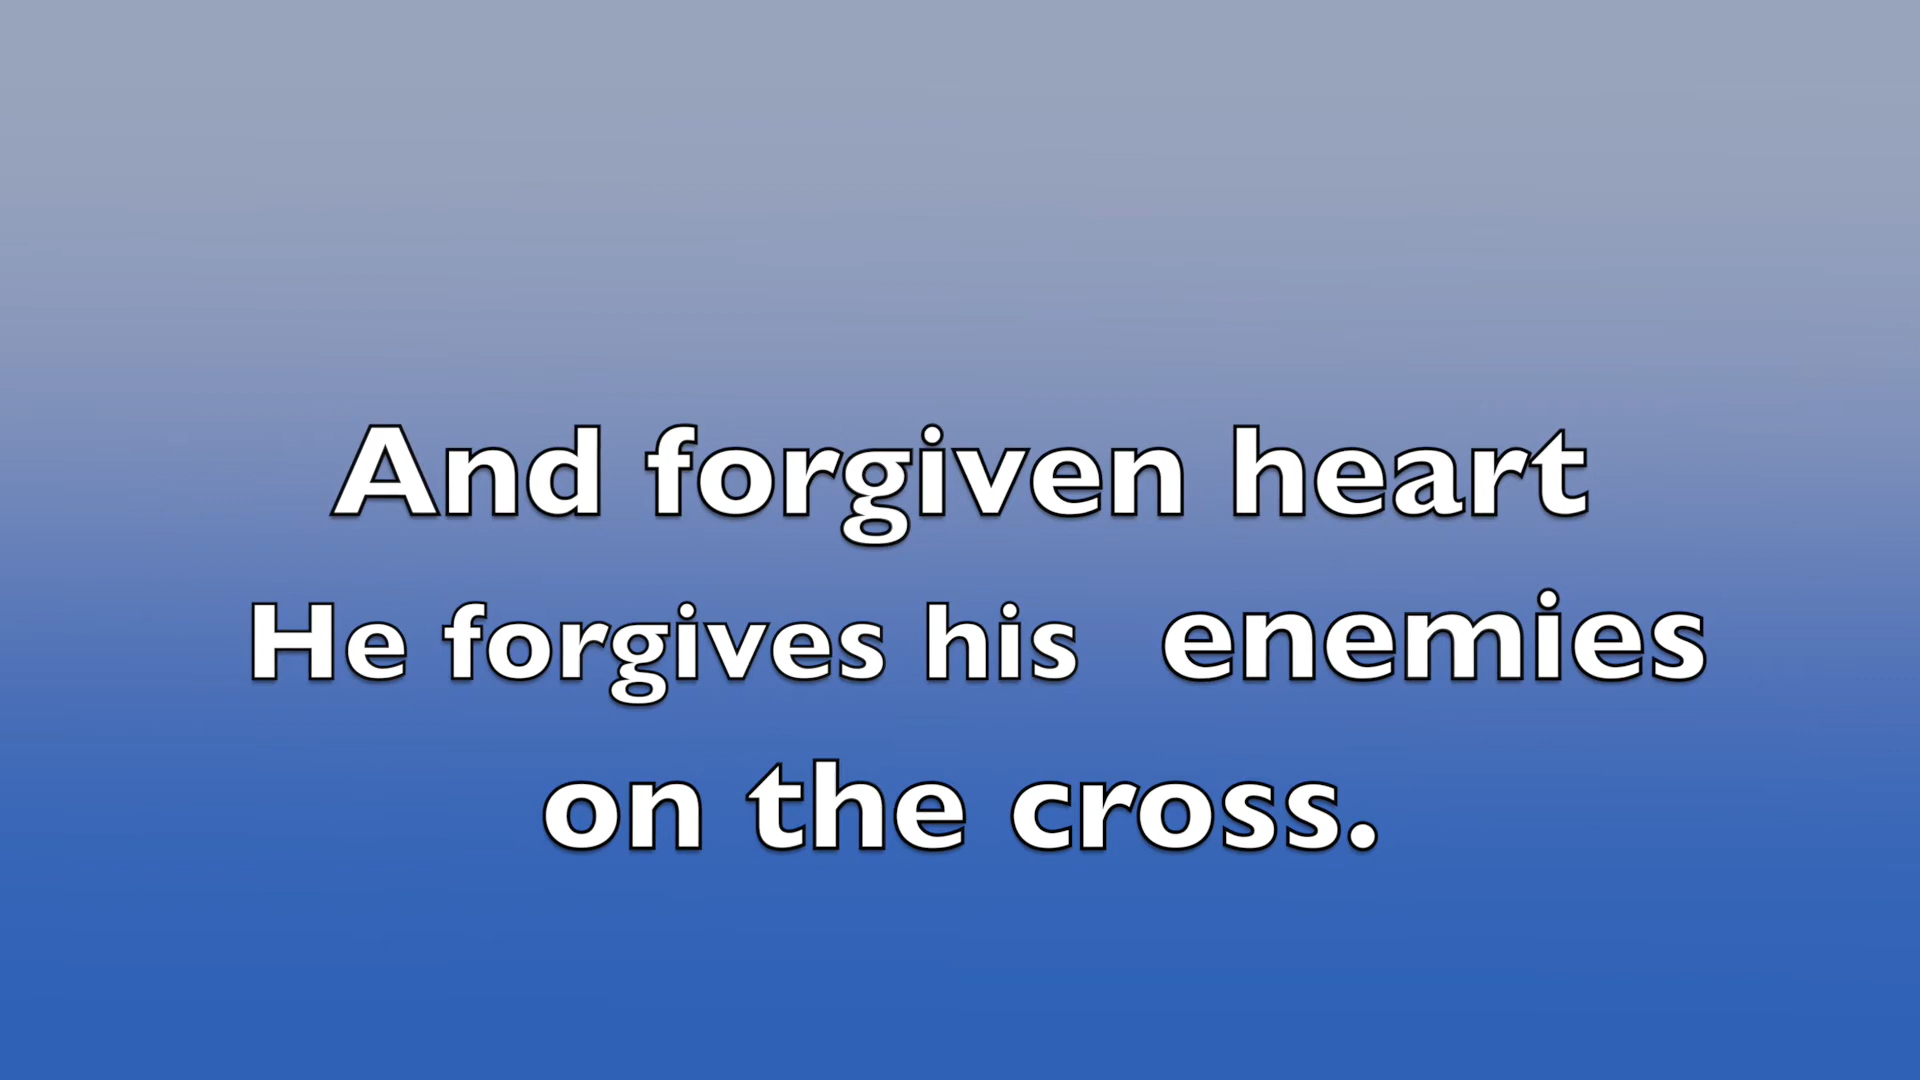 And forgiven heart
He forgives his enemies
on the cross.